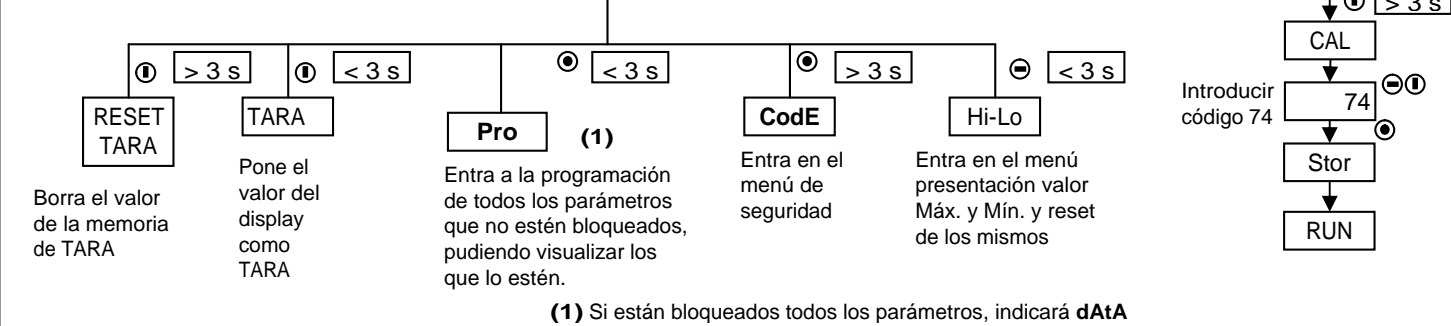 > 3 s
CAL
Introducir
código 74
74
Stor
RUN
> 3 s
< 3 s
< 3 s
> 3 s
< 3 s
RESET
TARA
TARA
Pro
(1)
CodE
Hi-Lo
Borra el valor
de la memoria
de TARA
Pone el
valor del
display
como
TARA
Entra a la programación
de todos los parámetros
que no estén bloqueados,
pudiendo visualizar los
que lo estén.
Entra en el
menú de
seguridad
Entra en el menú
presentación valor
Máx. y Mín. y reset
de los mismos
(1) Si están bloqueados todos los parámetros, indicará dAtA